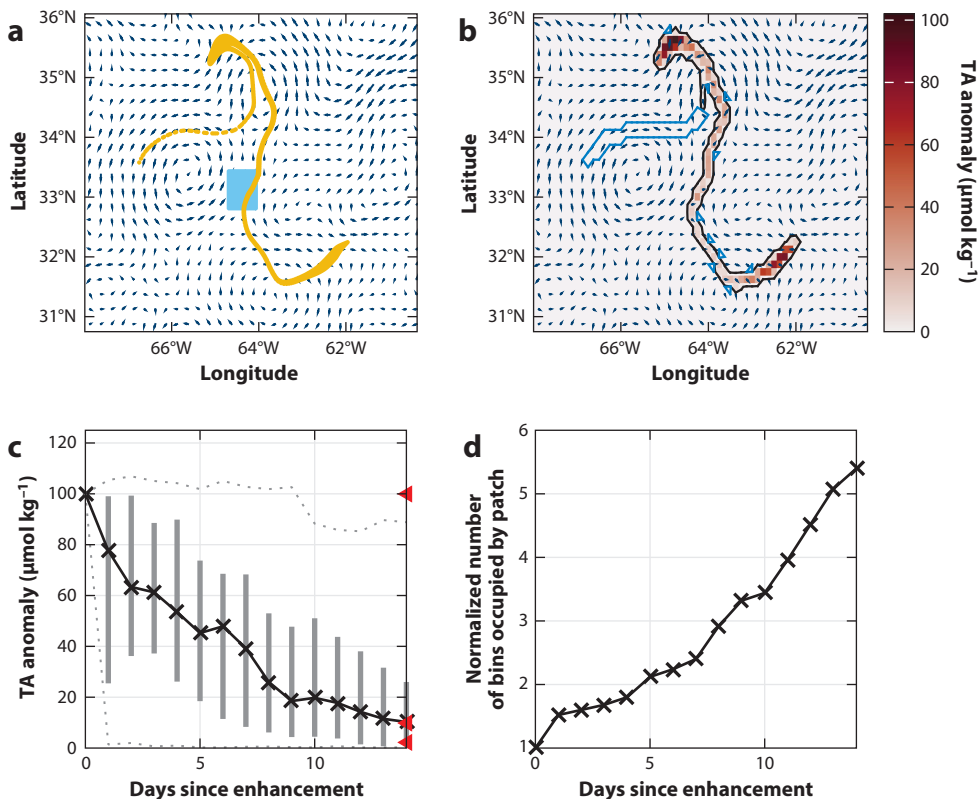 a
36°N
35°N
34°N
33°N
32°N
31°N
Latitude
66°W
64°W
62°W
Longitude
b
36°N
35°N
34°N
33°N
32°N
31°N
Latitude
66°W
64°W
62°W
Longitude
100
80
60
40
20
0
TA anomaly (μmol kg⁻¹)
c
120
100
80
60
40
20
0
TA anomaly (μmol kg⁻¹)
0
5
10
Days since enhancement
d
6
5
4
3
2
1
Normalized number
of bins occupied by patch
0
5
10
Days since enhancement